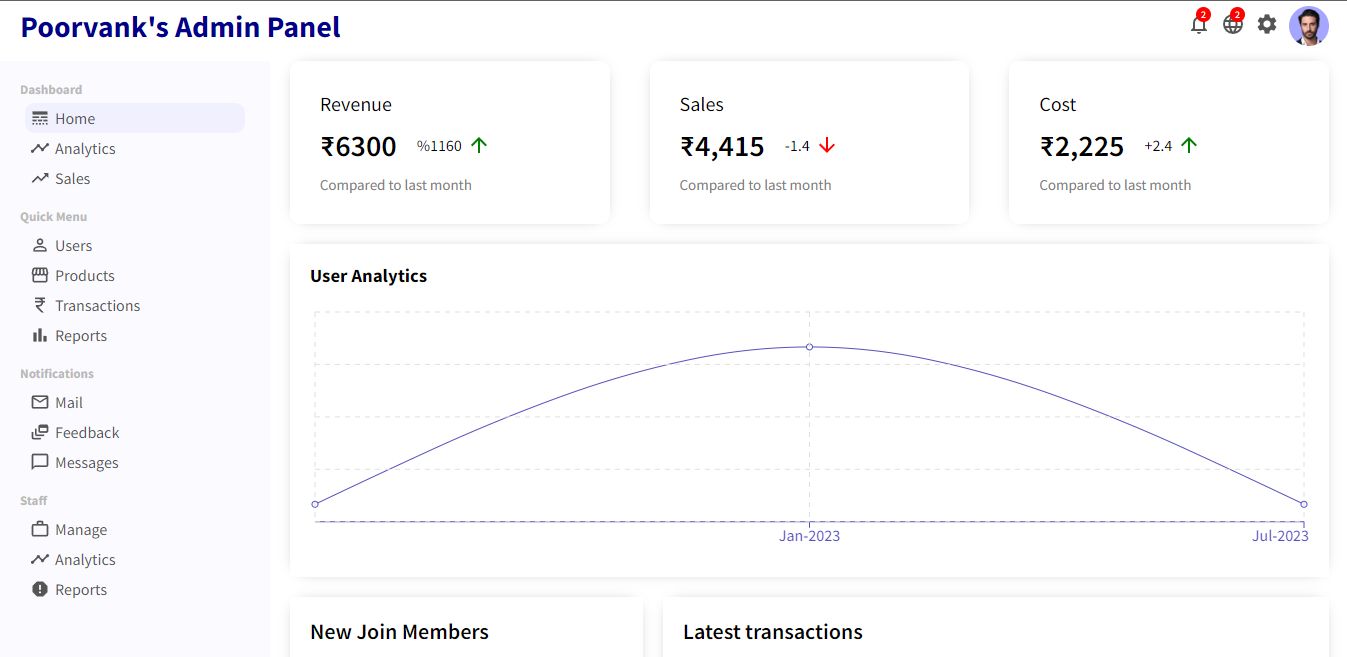 Poorvank's Admin Panel
2
2
Dashboard
Home
Analytics
Sales
Quick Menu
Users
Products
Transactions
Reports
Notifications
Mail
Feedback
Messages
Staff
Manage
Analytics
Reports
Revenue
₹6300 %1160
Compared to last month
Sales
₹4,415 -1.4
Compared to last month
Cost
₹2,225 +2.4
Compared to last month
User Analytics
Jan-2023 Jul-2023
New Join Members
Latest transactions